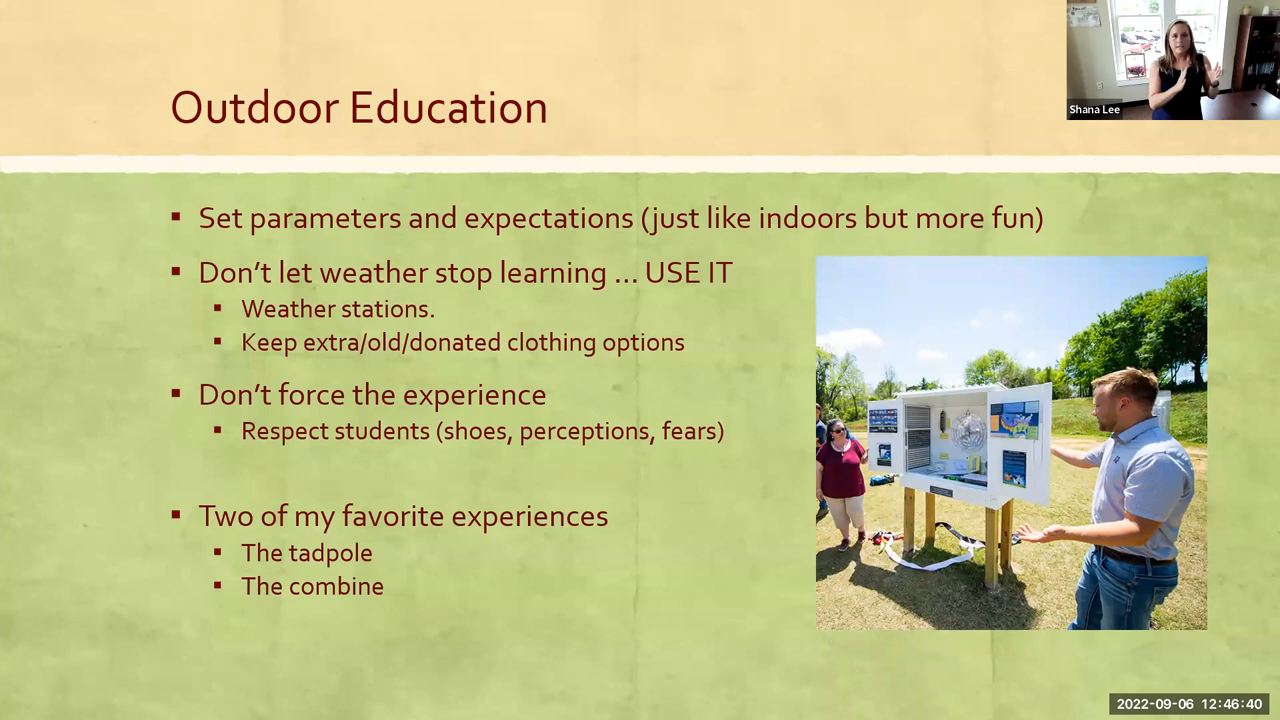 Outdoor Education
Shana Lee
▪ Set parameters and expectations (just like indoors but more fun)
▪ Don’t let weather stop learning … USE IT
▪ Weather stations.
▪ Keep extra/old/donated clothing options
▪ Don’t force the experience
▪ Respect students (shoes, perceptions, fears)
▪ Two of my favorite experiences
▪ The tadpole
▪ The combine
2022-09-06 12:46:40